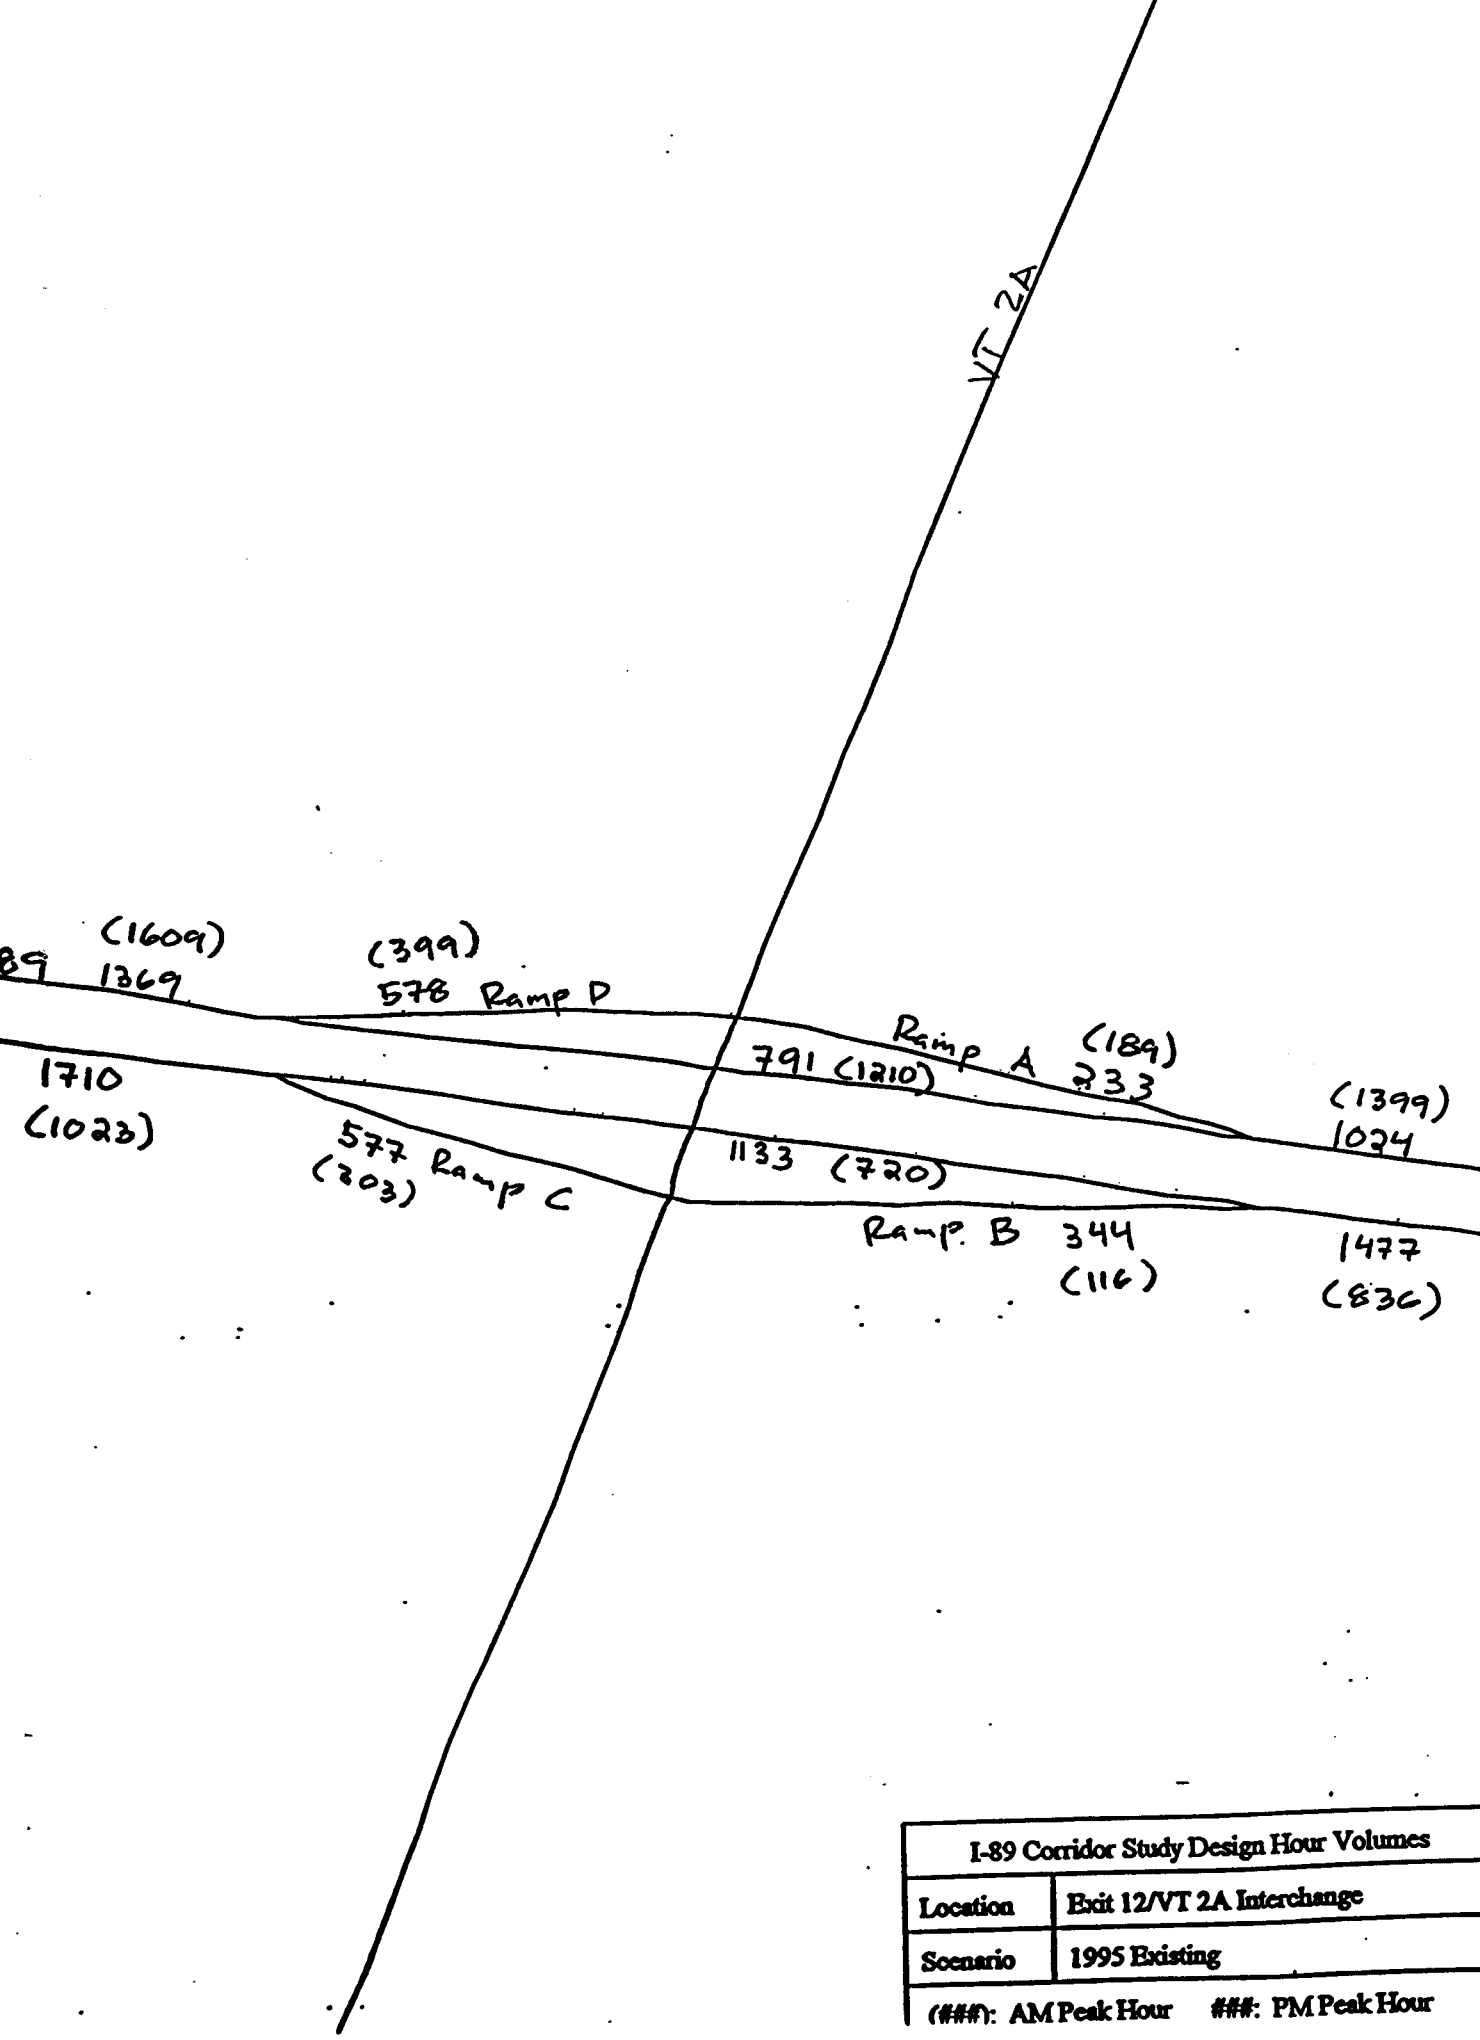 VT 2A
(1609)
(399)
89 1369
578 Ramp D
Ramp A (189)
791 (1210) 233
(1399)
1024
1710
(1023)
577 Ramp C
(303)
1133 (720)
Ramp B 344
(116)
1477
(836)
I-89 Corridor Study Design Hour Volumes
Location Exit 12/VT 2A Interchange
Scenario 1995 Existing
(###): AM Peak Hour ###: PM Peak Hour